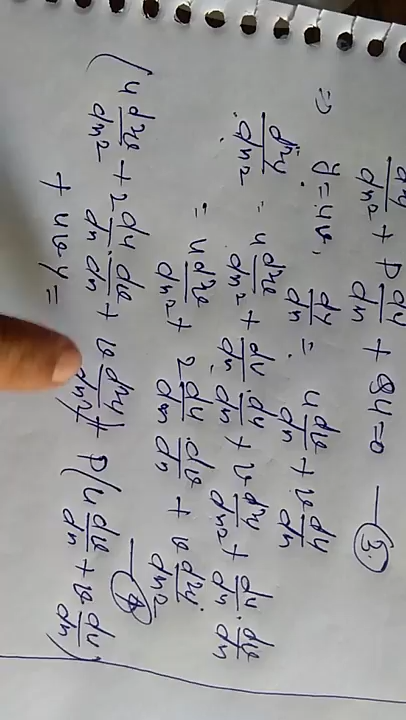 d²y/dx² + P dy/dx + Qy = 0 — (3)
⇒ y = uv, dy/dx = u dv/dx + v du/dx
d²y/dx² = u d²v/dx² + du/dx · dv/dx + v d²u/dx² + du/dx · dv/dx
= u d²v/dx² + 2 du/dx dv/dx + v d²u/dx² — (4)
(u d²v/dx² + 2 du/dx · dv/dx + v d²u/dx²) + P(u dv/dx + v du/dx)